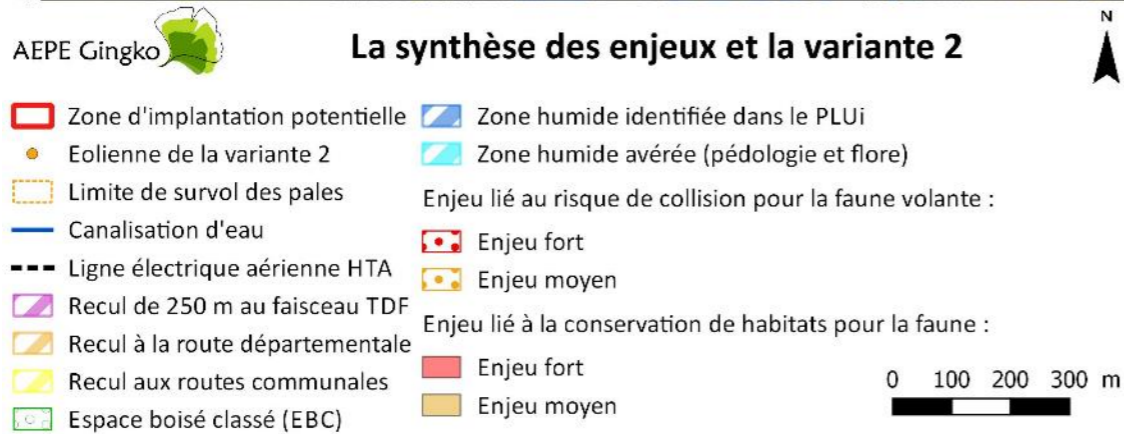 AEPE Gingko
La synthèse des enjeux et la variante 2
N
Zone d'implantation potentielle
Eolienne de la variante 2
Limite de survol des pales
Canalisation d'eau
Ligne électrique aérienne HTA
Recul de 250 m au faisceau TDF
Recul à la route départementale
Recul aux routes communales
Espace boisé classé (EBC)
Zone humide identifiée dans le PLUi
Zone humide avérée (pédologie et flore)
Enjeu lié au risque de collision pour la faune volante :
Enjeu fort
Enjeu moyen
Enjeu lié à la conservation de habitats pour la faune :
Enjeu fort
Enjeu moyen
0 100 200 300 m